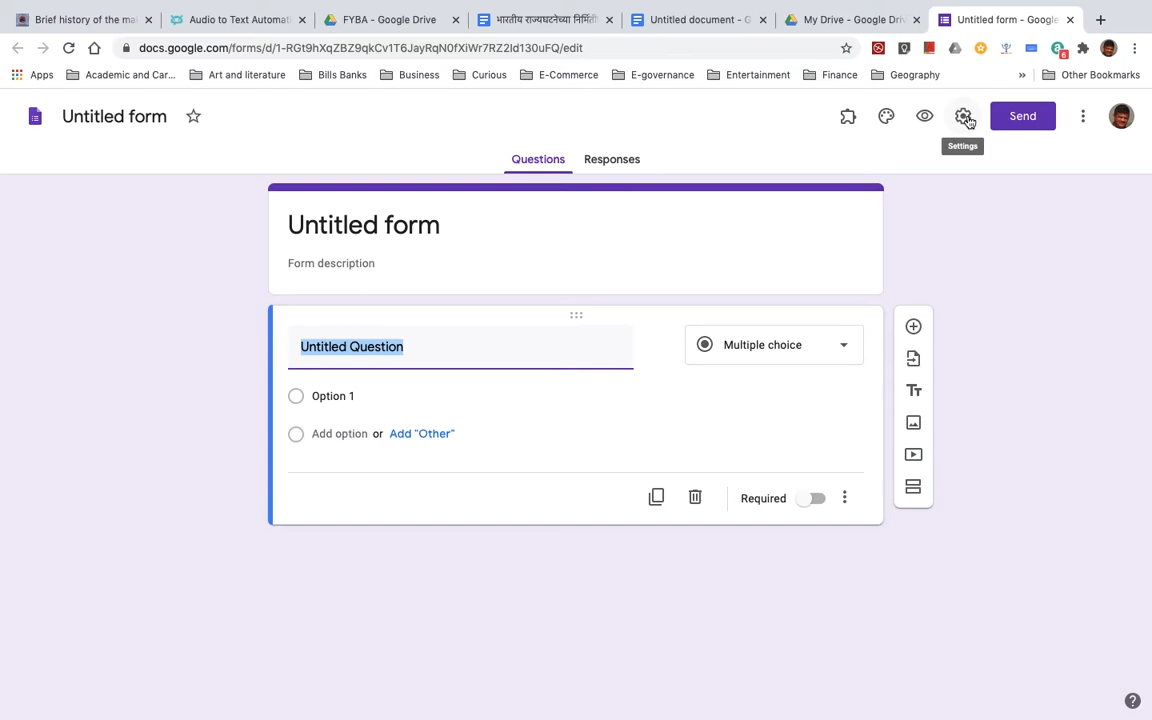 Brief history of the ma
Audio to Text Automat
FYBA - Google Drive
भारतीय राज्यघटनेच्या निर्मिती
Untitled document - G
My Drive - Google Driv
Untitled form - Google
docs.google.com/forms/d/1-RGt9hXqZBZ9qkCv1T6JayRqN0fXiWr7RZ2Id130uFQ/edit
6
Apps
Academic and Car...
Art and literature
Bills Banks
Business
Curious
E-Commerce
E-governance
Entertainment
Finance
Geography
»
Other Bookmarks
Untitled form
Send
Settings
Questions
Responses
Untitled form
Form description
Untitled Question
Multiple choice
Option 1
Add option or Add "Other"
Required
Tт
?